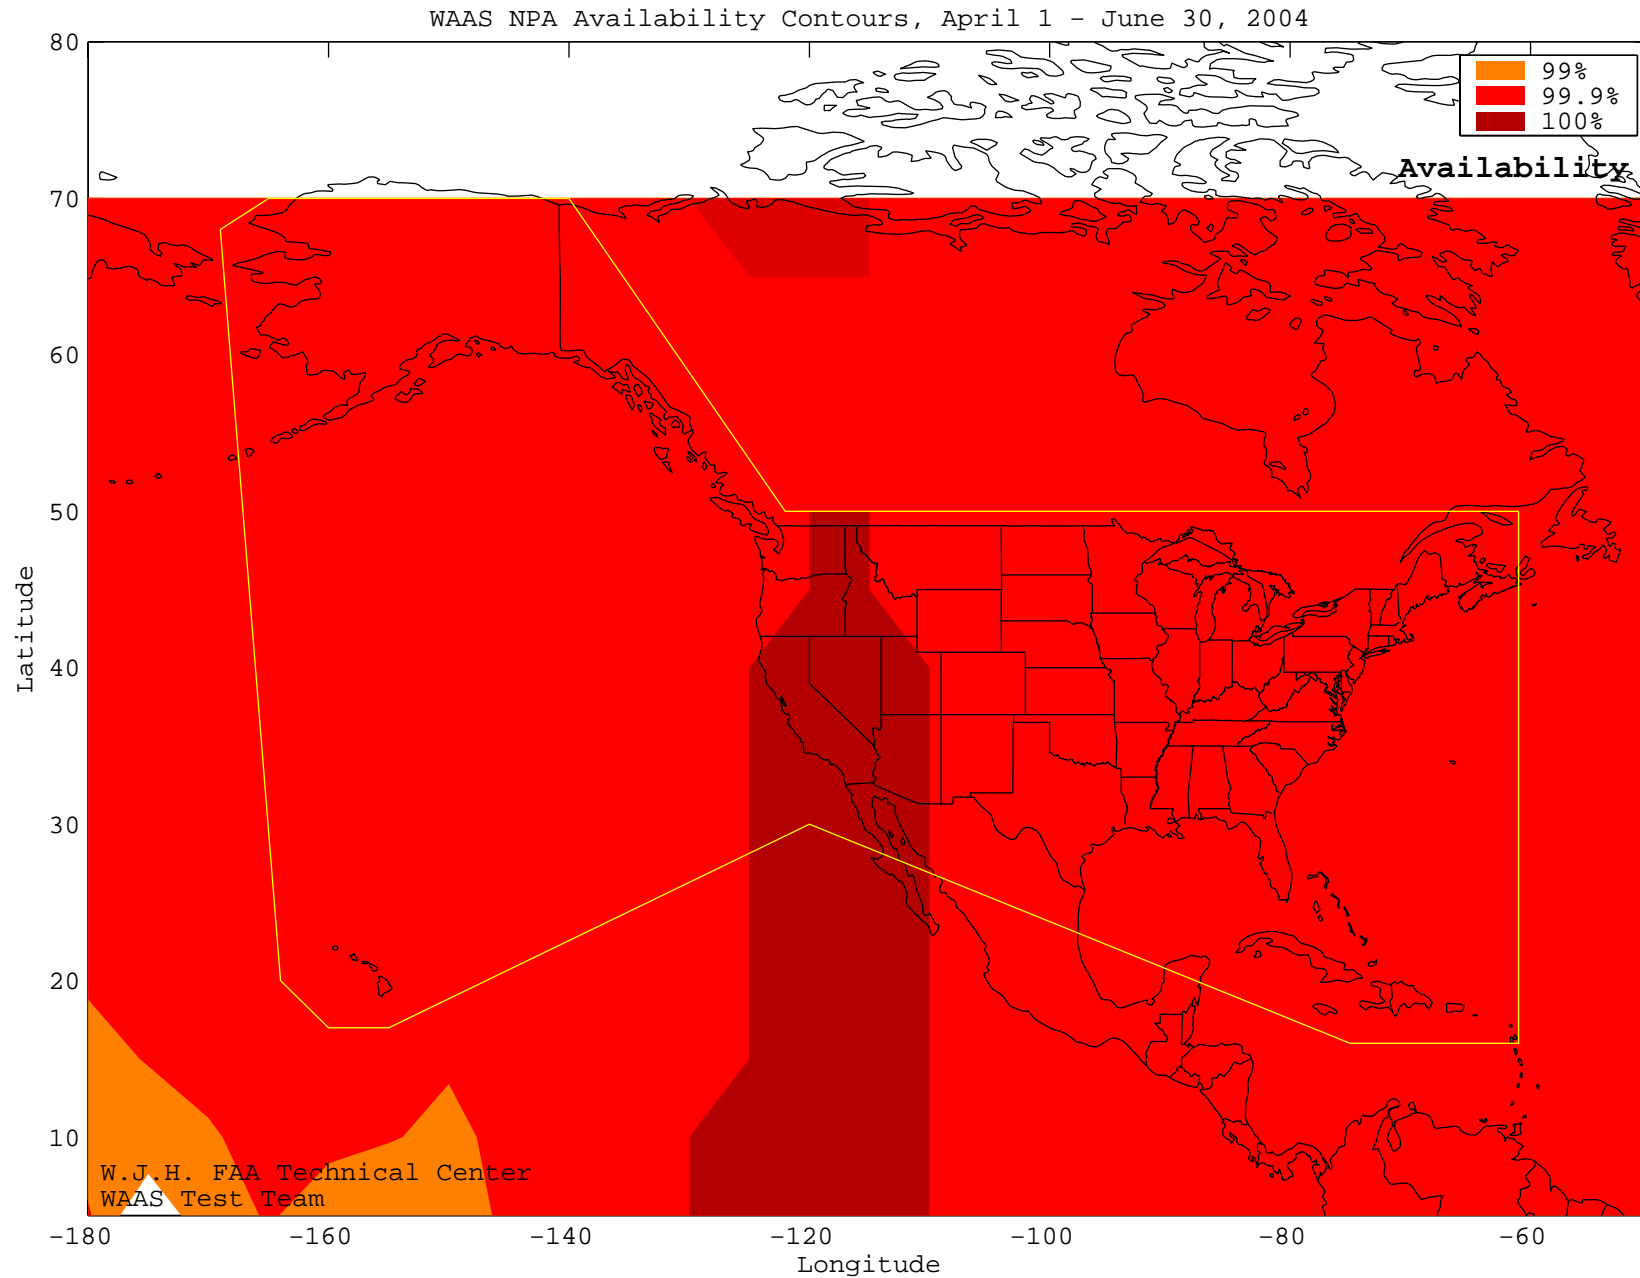 WAAS NPA Availability Contours, April 1 - June 30, 2004
80
70
60
50
40
30
20
10
Latitude
99%
99.9%
100%
Availability
W.J.H. FAA Technical Center
WAAS Test Team
-180 -160 -140 -120 -100 -80 -60
Longitude